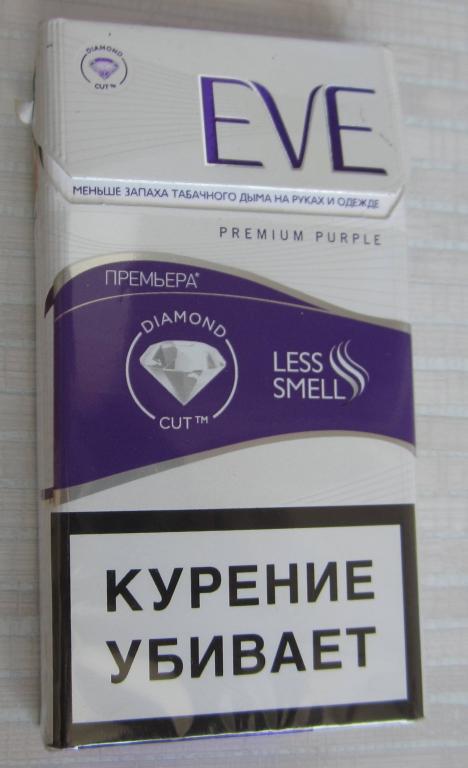 DIAMOND
CUT™
EVE
МЕНЬШЕ ЗАПАХА ТАБАЧНОГО ДЫМА НА РУКАХ И ОДЕЖДЕ
PREMIUM PURPLE
ПРЕМЬЕРА*
DIAMOND
CUT™
LESS
SMELL
КУРЕНИЕ
УБИВАЕТ